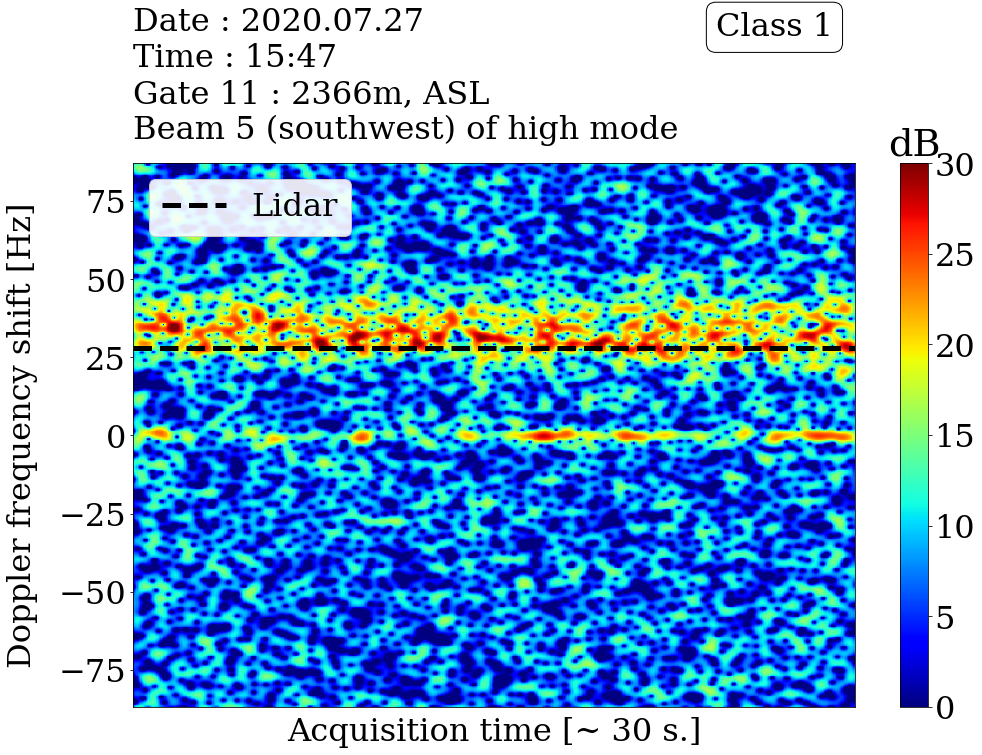 Date : 2020.07.27
Time : 15:47
Gate 11 : 2366m, ASL
Beam 5 (southwest) of high mode
Class 1
dB
Lidar
Doppler frequency shift [Hz]
75
50
25
0
−25
−50
−75
30
25
20
15
10
5
0
Acquisition time [~ 30 s.]